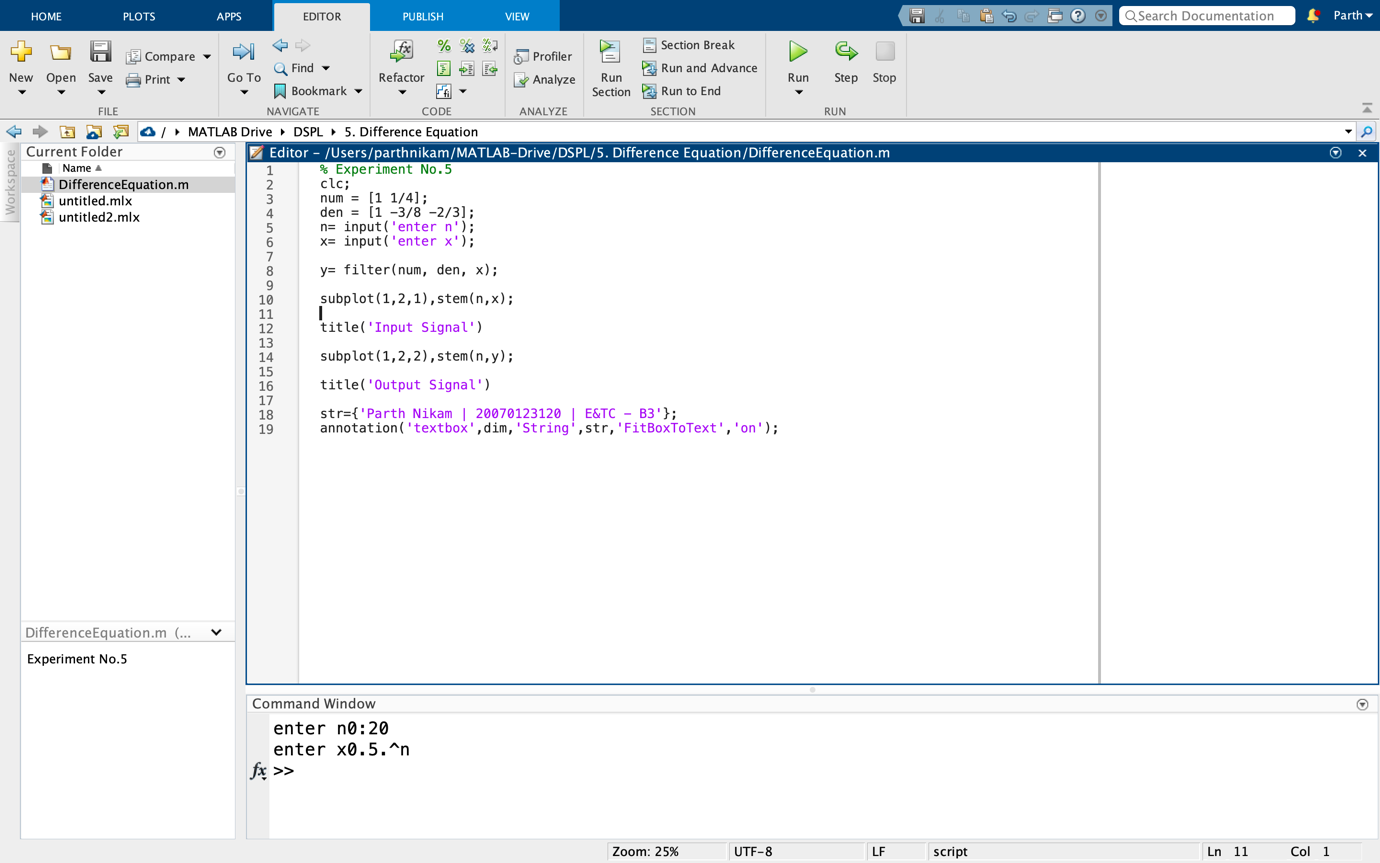 HOME PLOTS APPS EDITOR PUBLISH VIEW Search Documentation Parth
New Open Save Compare Print FILE
Go To Find Bookmark NAVIGATE
Refactor CODE
Profiler Analyze ANALYZE
Run Section Section Break Run and Advance Run to End SECTION
Run Step Stop RUN
/ MATLAB Drive DSPL 5. Difference Equation
Workspace
Current Folder
Name
DifferenceEquation.m
untitled.mlx
untitled2.mlx
DifferenceEquation.m (...
Experiment No.5
Editor – /Users/parthnikam/MATLAB-Drive/DSPL/5. Difference Equation/DifferenceEquation.m
1 % Experiment No.5
2 clc;
3 num = [1 1/4];
4 den = [1 -3/8 -2/3];
5 n= input('enter n');
6 x= input('enter x');
7
8 y= filter(num, den, x);
9
10 subplot(1,2,1),stem(n,x);
11
12 title('Input Signal')
13
14 subplot(1,2,2),stem(n,y);
15
16 title('Output Signal')
17
18 str={'Parth Nikam | 20070123120 | E&TC - B3'};
19 annotation('textbox',dim,'String',str,'FitBoxToText','on');
Command Window
enter n0:20
enter x0.5.^n
fx >>
Zoom: 25% UTF-8 LF script Ln 11 Col 1